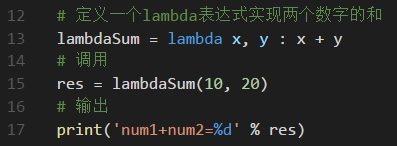 12 # 定义一个lambda表达式实现两个数字的和
13 lambdaSum = lambda x, y : x + y
14 # 调用
15 res = lambdaSum(10, 20)
16 # 输出
17 print('num1+num2=%d' % res)